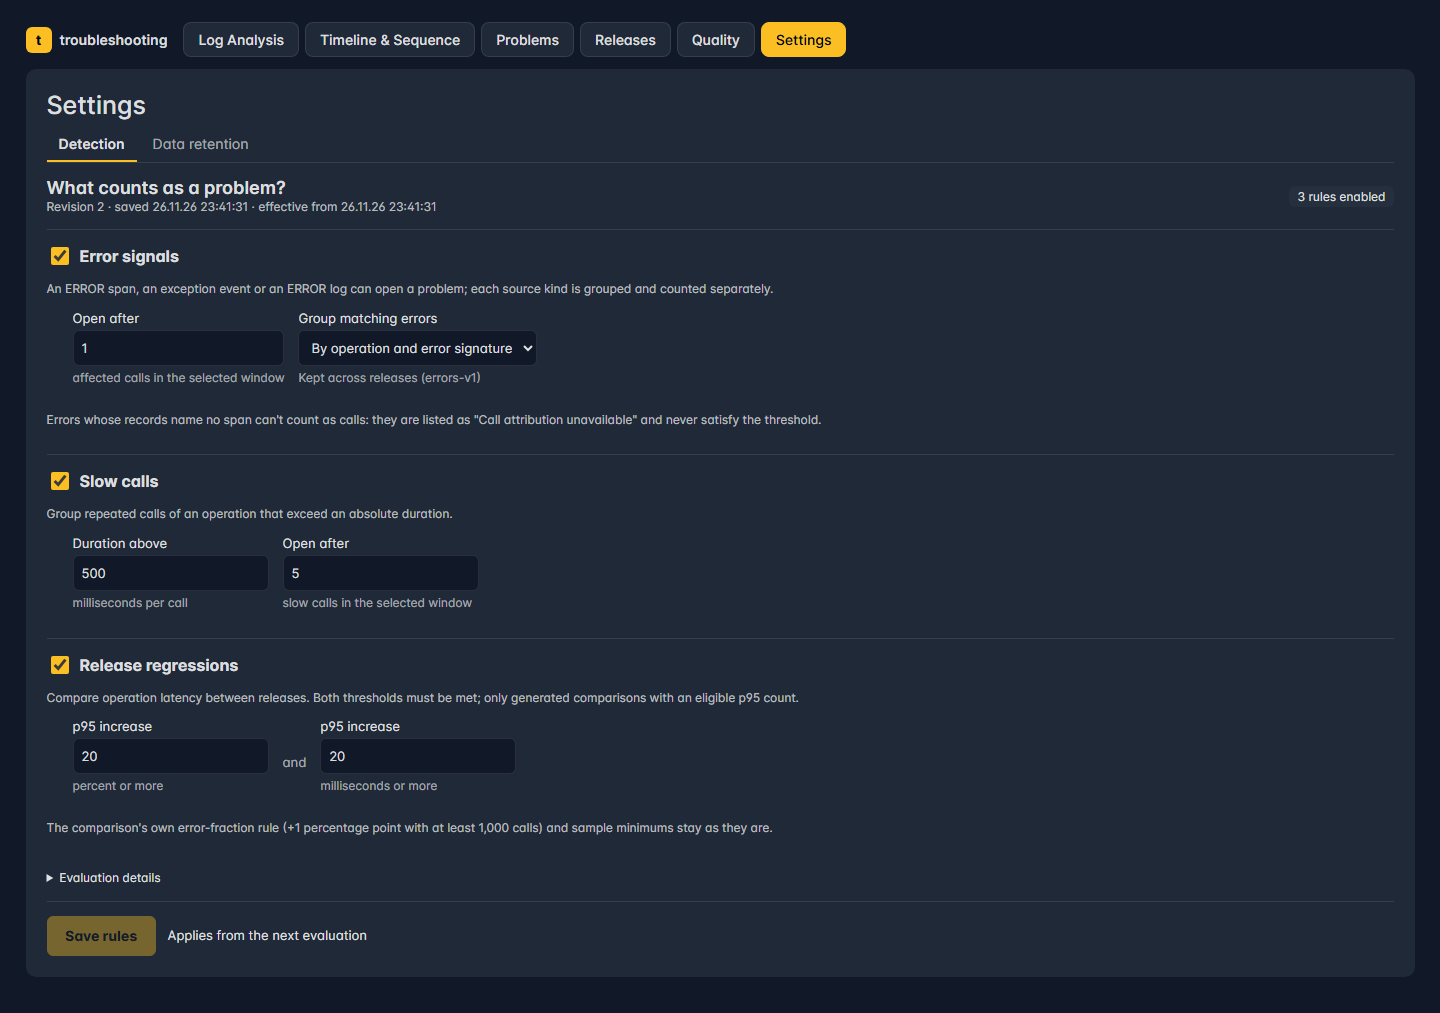 t troubleshooting Log Analysis Timeline & Sequence Problems Releases Quality Settings
Settings
Detection Data retention
What counts as a problem?
Revision 2 · saved 26.11.26 23:41:31 · effective from 26.11.26 23:41:31
3 rules enabled
Error signals
An ERROR span, an exception event or an ERROR log can open a problem; each source kind is grouped and counted separately.
Open after Group matching errors
1 By operation and error signature
affected calls in the selected window Kept across releases (errors-v1)
Errors whose records name no span can't count as calls: they are listed as "Call attribution unavailable" and never satisfy the threshold.
Slow calls
Group repeated calls of an operation that exceed an absolute duration.
Duration above Open after
500 5
milliseconds per call slow calls in the selected window
Release regressions
Compare operation latency between releases. Both thresholds must be met; only generated comparisons with an eligible p95 count.
p95 increase p95 increase
20 and 20
percent or more milliseconds or more
The comparison's own error-fraction rule (+1 percentage point with at least 1,000 calls) and sample minimums stay as they are.
Evaluation details
Save rules Applies from the next evaluation